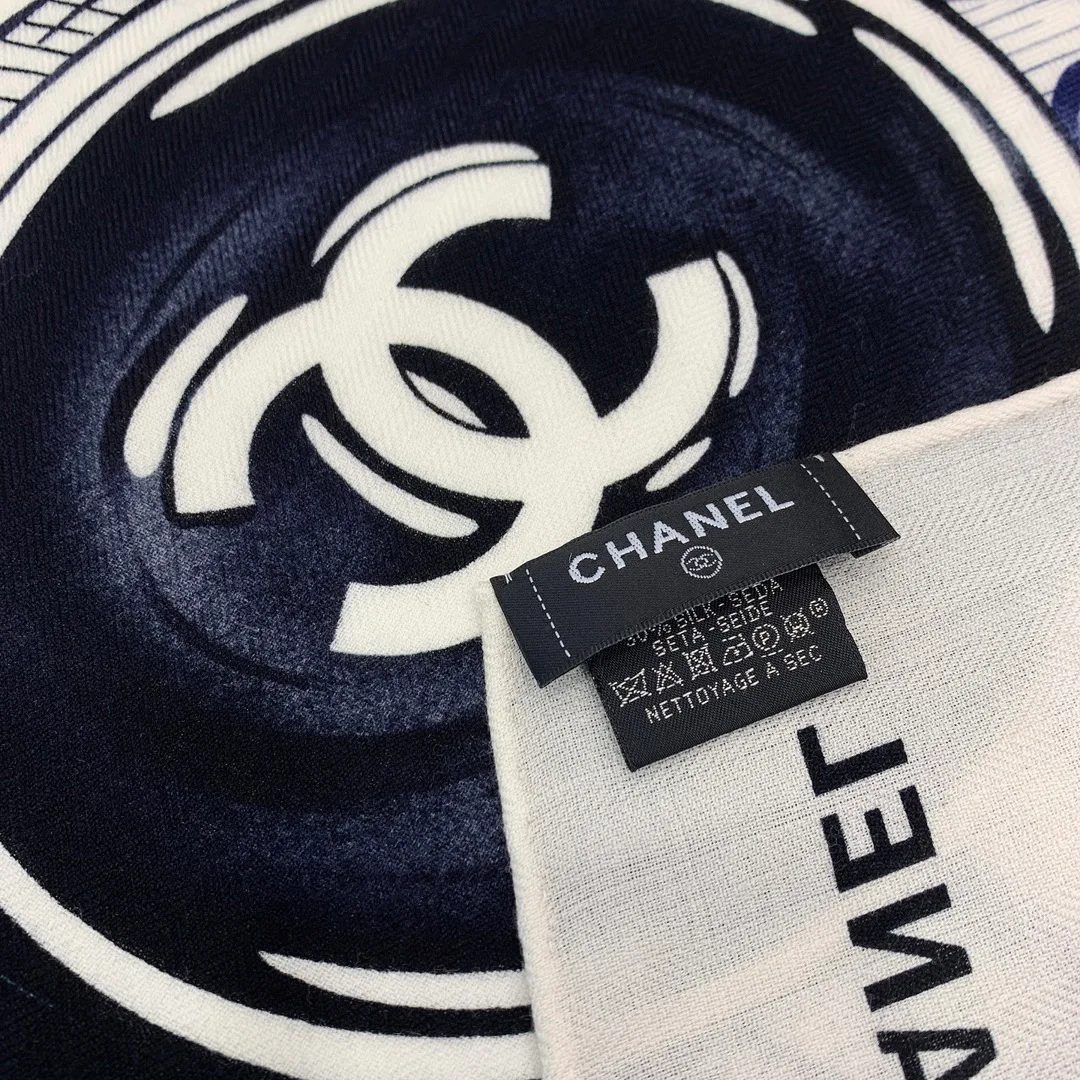 CHANEL
SILK - SEDA
SETA - SEIDE
P
NETTOYAGE A SEC